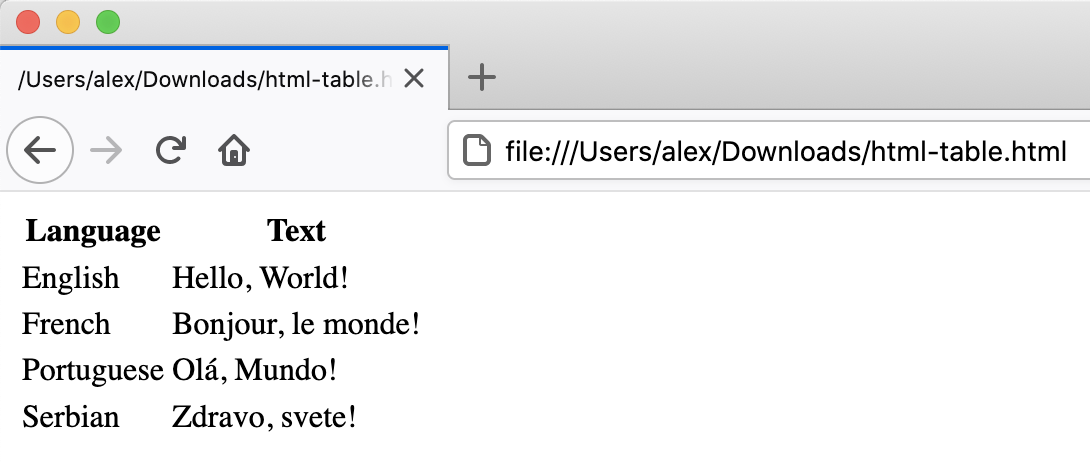 /Users/alex/Downloads/html-table.h
file:///Users/alex/Downloads/html-table.html
Language Text
English Hello, World!
French Bonjour, le monde!
Portuguese Olá, Mundo!
Serbian Zdravo, svete!